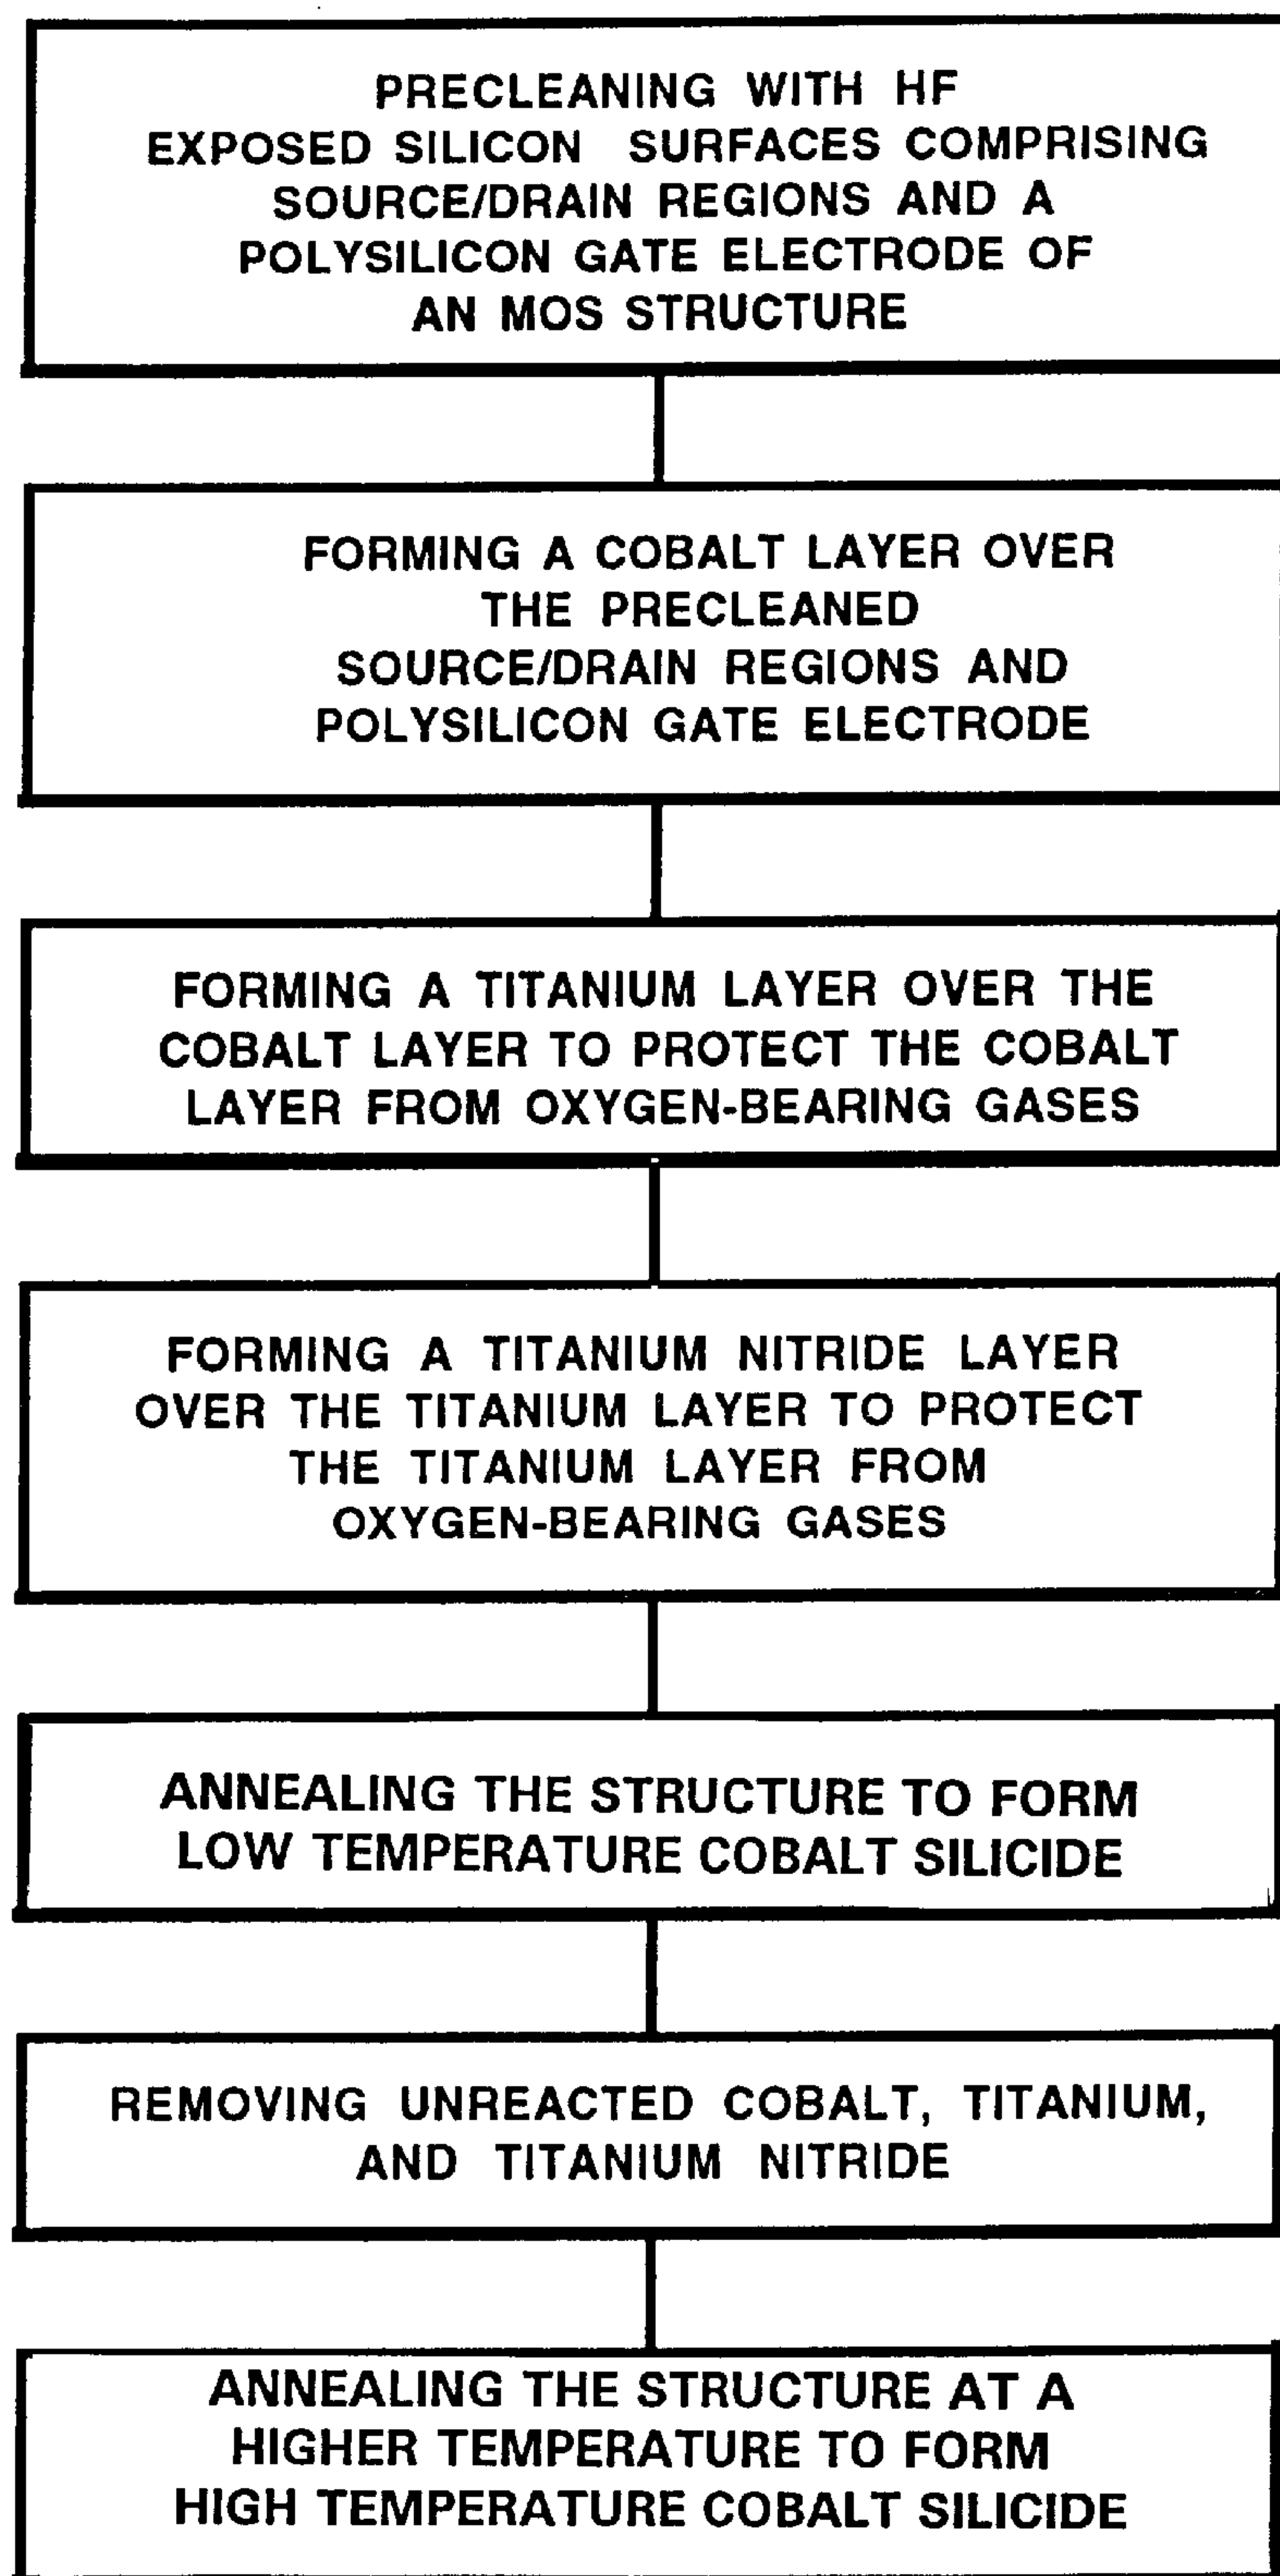 PRECLEANING WITH HF
EXPOSED SILICON SURFACES COMPRISING
SOURCE/DRAIN REGIONS AND A
POLYSILICON GATE ELECTRODE OF
AN MOS STRUCTURE
FORMING A COBALT LAYER OVER
THE PRECLEANED
SOURCE/DRAIN REGIONS AND
POLYSILICON GATE ELECTRODE
FORMING A TITANIUM LAYER OVER THE
COBALT LAYER TO PROTECT THE COBALT
LAYER FROM OXYGEN-BEARING GASES
FORMING A TITANIUM NITRIDE LAYER
OVER THE TITANIUM LAYER TO PROTECT
THE TITANIUM LAYER FROM
OXYGEN-BEARING GASES
ANNEALING THE STRUCTURE TO FORM
LOW TEMPERATURE COBALT SILICIDE
REMOVING UNREACTED COBALT, TITANIUM,
AND TITANIUM NITRIDE
ANNEALING THE STRUCTURE AT A
HIGHER TEMPERATURE TO FORM
HIGH TEMPERATURE COBALT SILICIDE